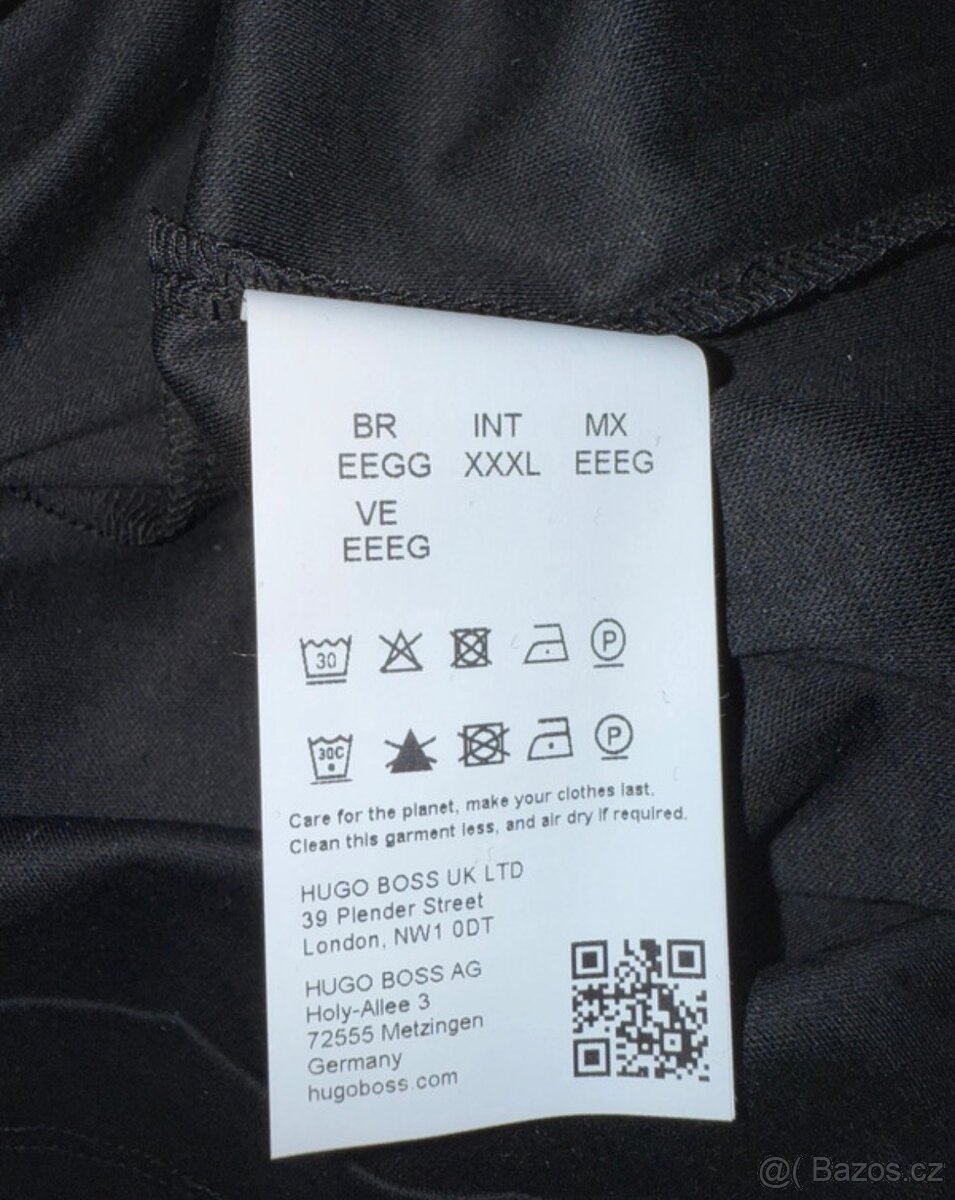 BR INT MX
EEGG XXXL EEEG
VE
EEEG
30 P
30C P
Care for the planet, make your clothes last.
Clean this garment less, and air dry if required.
HUGO BOSS UK LTD
39 Plender Street
London, NW1 0DT
HUGO BOSS AG
Holy-Allee 3
72555 Metzingen
Germany
hugoboss.com
@( Bazos.cz